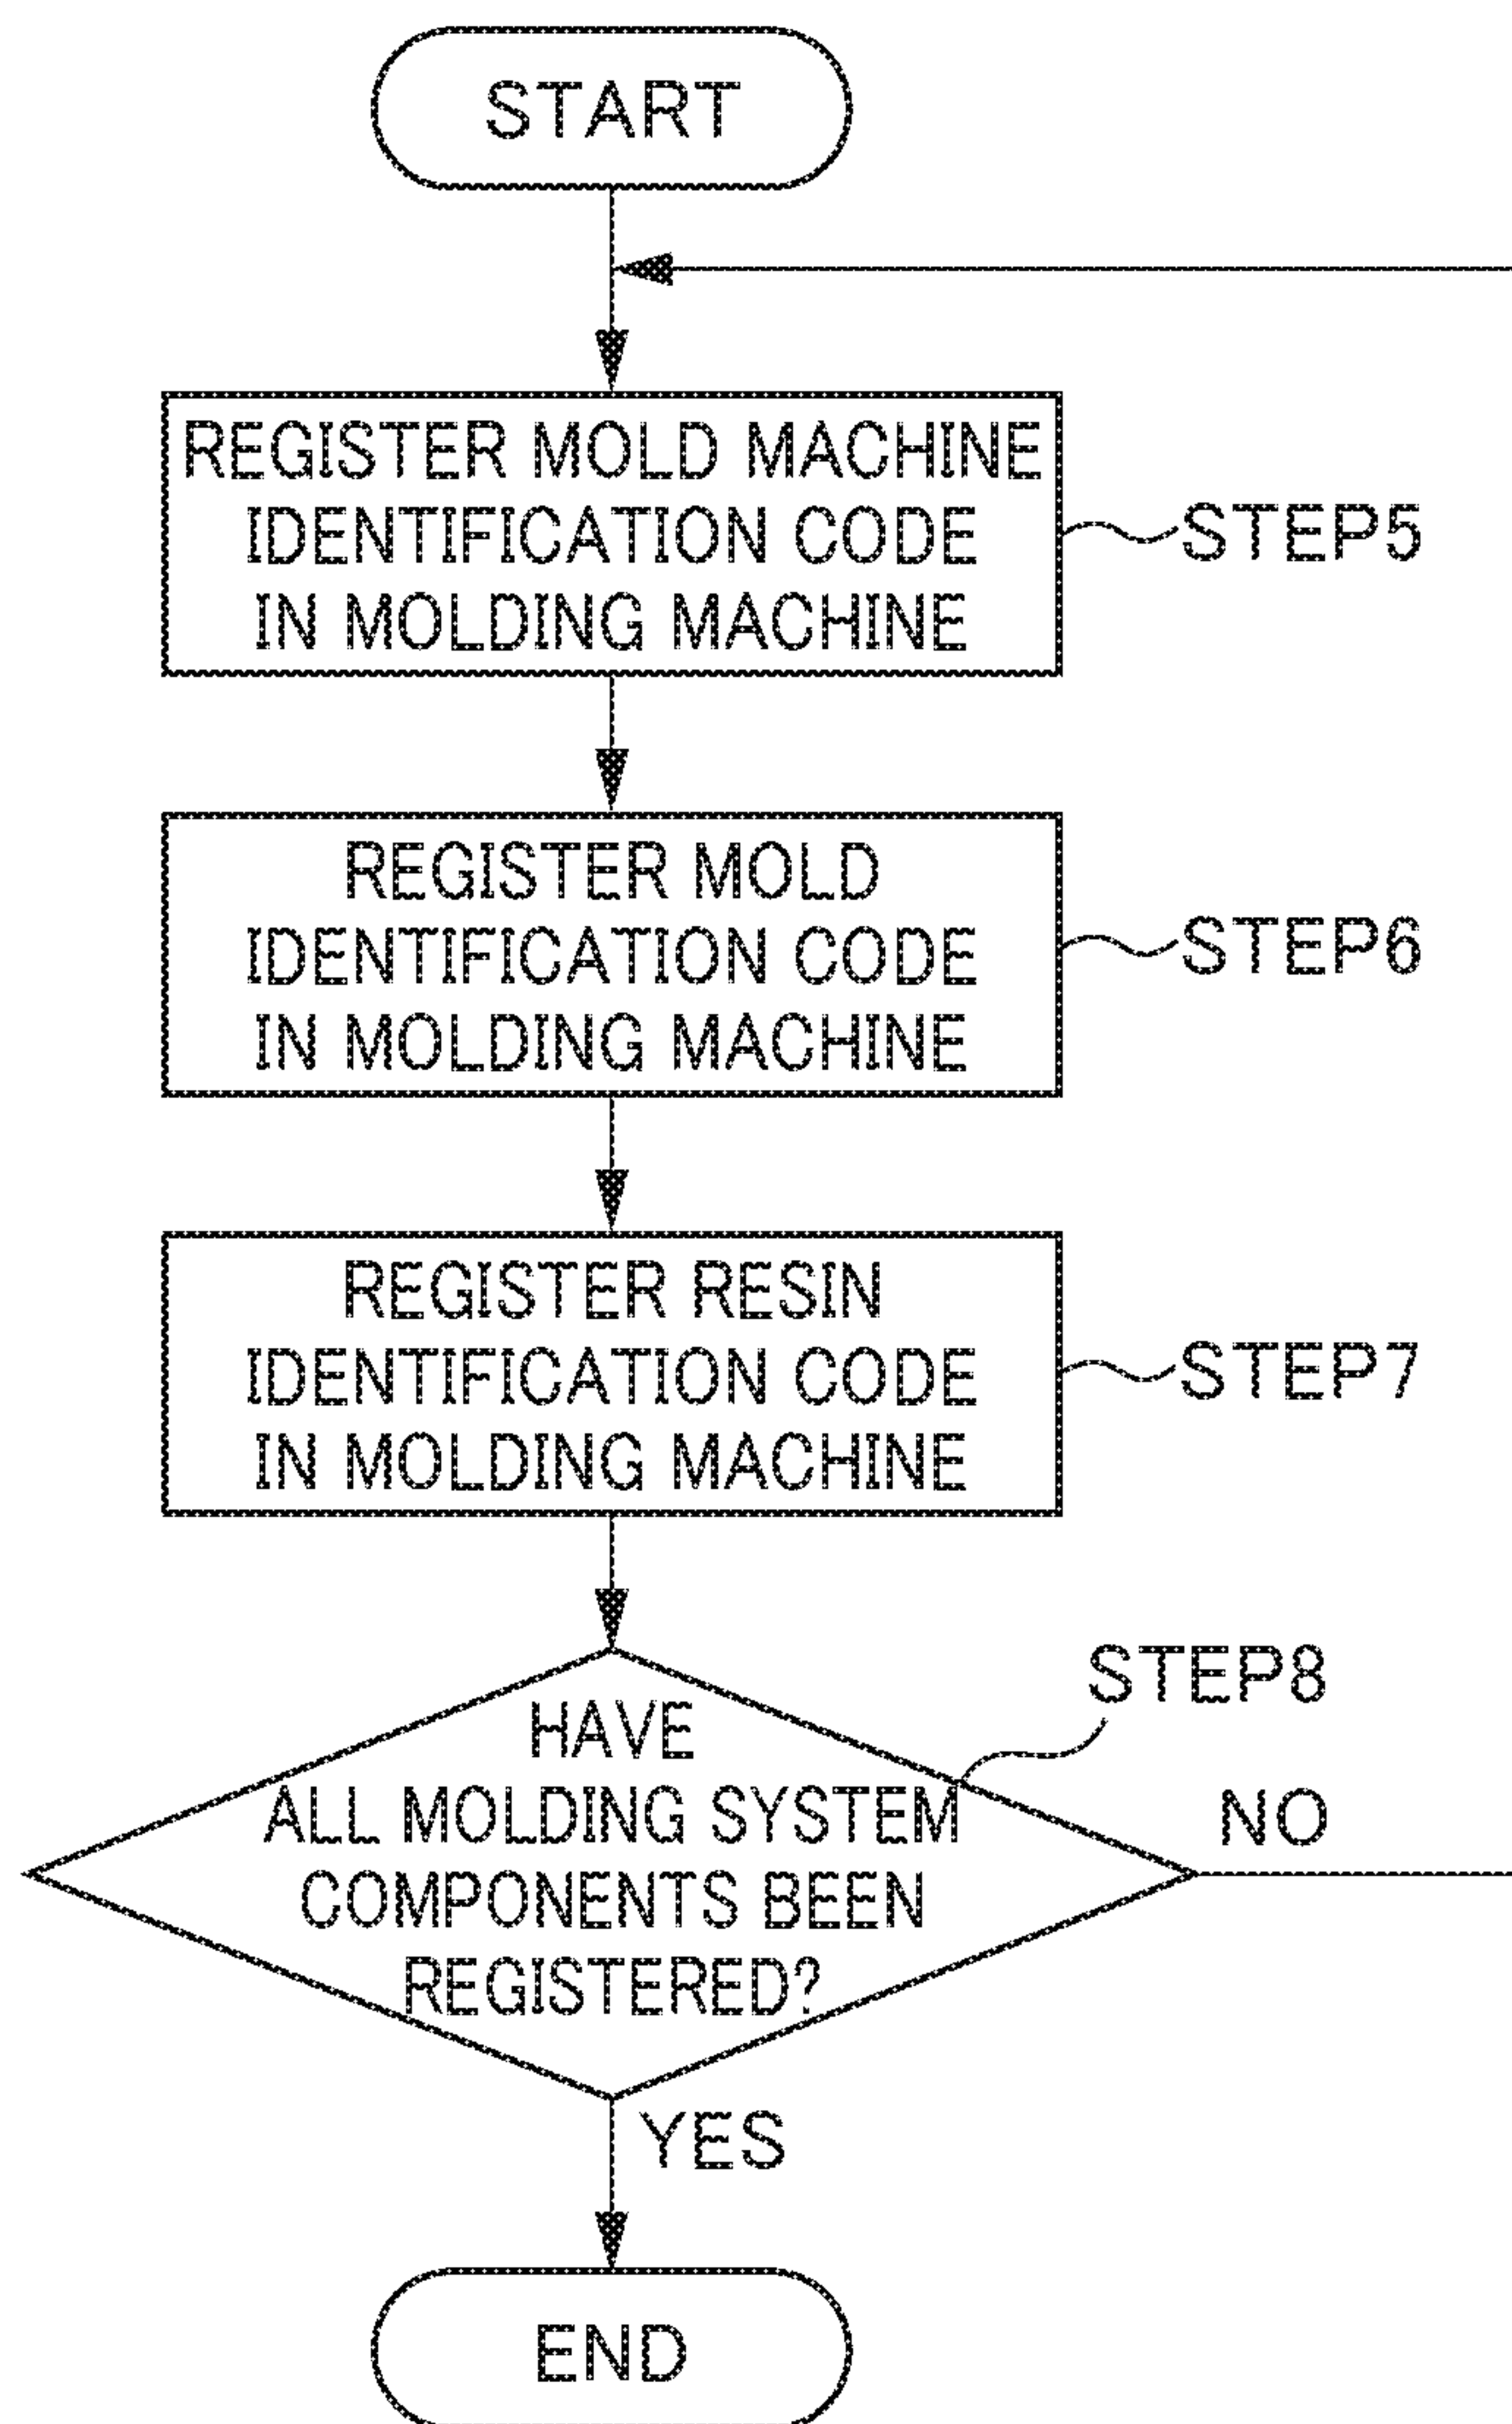 START
REGISTER MOLD MACHINE
IDENTIFICATION CODE
IN MOLDING MACHINE
STEP5
REGISTER MOLD
IDENTIFICATION CODE
IN MOLDING MACHINE
STEP6
REGISTER RESIN
IDENTIFICATION CODE
IN MOLDING MACHINE
STEP7
STEP8
HAVE
ALL MOLDING SYSTEM
COMPONENTS BEEN
REGISTERED?
NO
YES
END